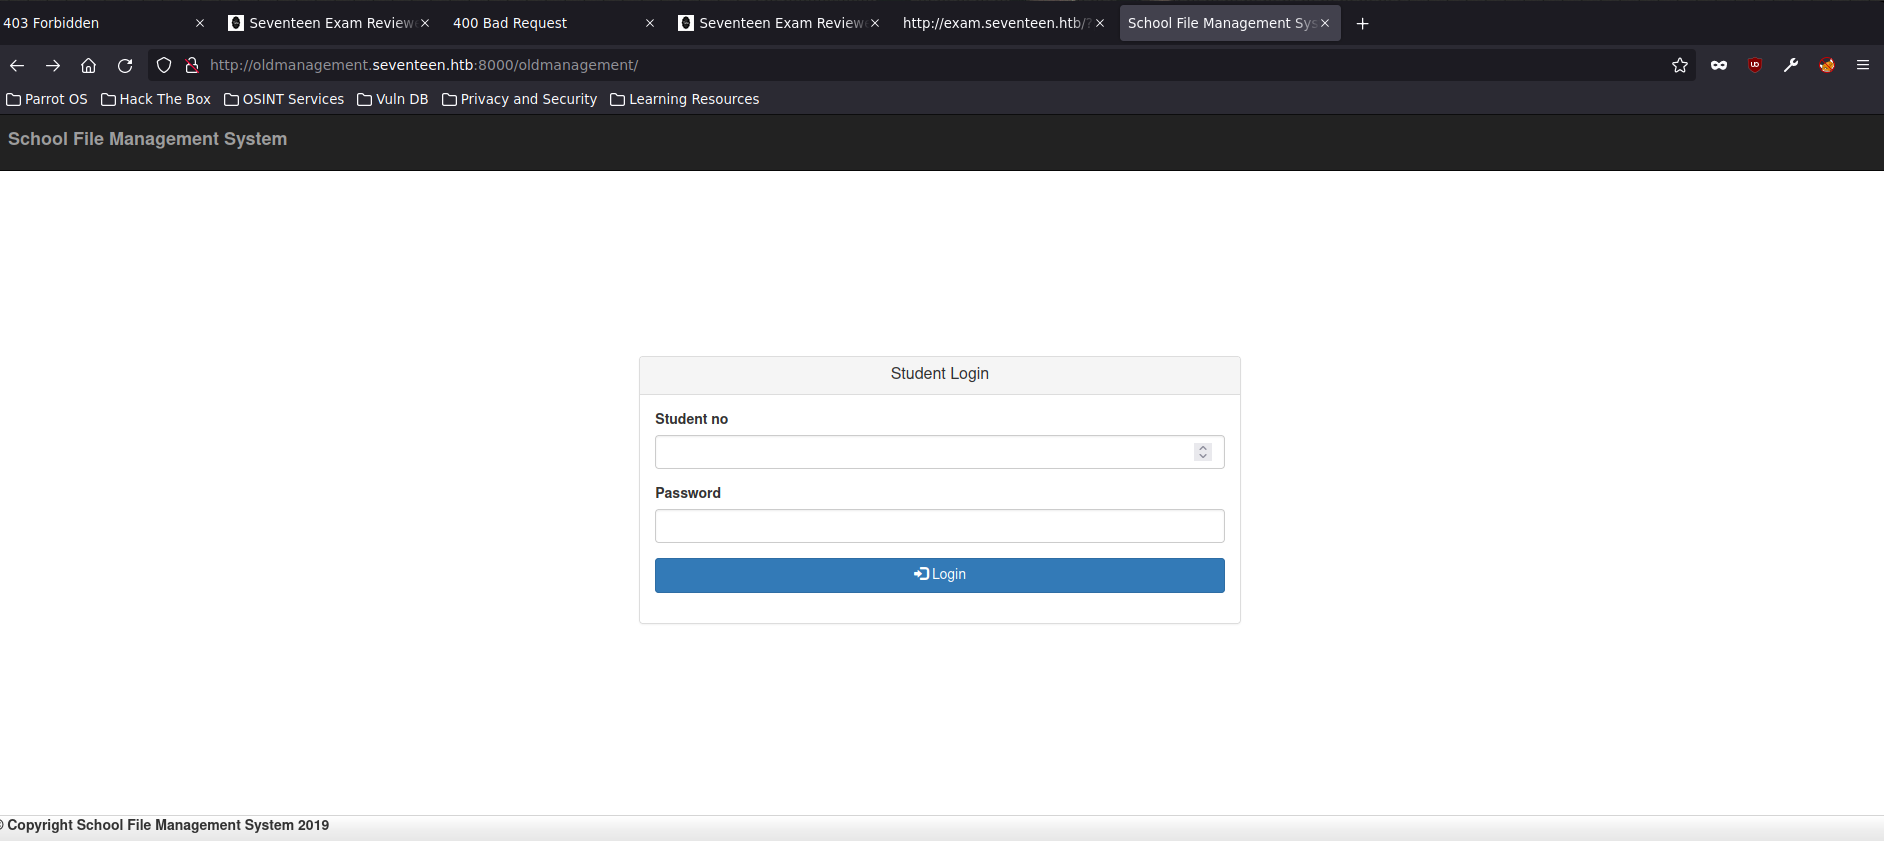 403 Forbidden Seventeen Exam Review 400 Bad Request Seventeen Exam Review http://exam.seventeen.htb/? School File Management Sys
http://oldmanagement.seventeen.htb:8000/oldmanagement/
Parrot OS Hack The Box OSINT Services Vuln DB Privacy and Security Learning Resources
School File Management System
Student Login
Student no
Password
Login
© Copyright School File Management System 2019